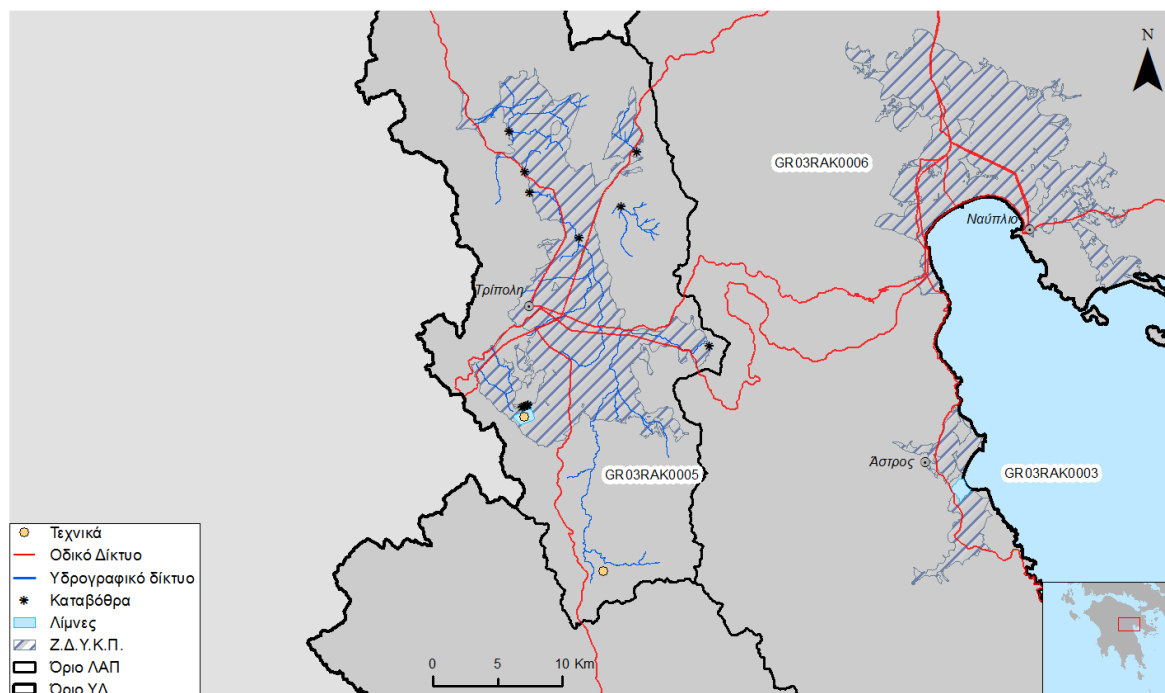 N
GR03RAK0006
Ναύπλιο
Τρίπολη
Άστρος
GR03RAK0005
GR03RAK0003
Τεχνικά
Οδικό Δίκτυο
Υδρογραφικό δίκτυο
Καταβόθρα
Λίμνες
Ζ.Δ.Υ.Κ.Π.
Όριο ΛΑΠ
Όριο ΥΔ
0 5 10 Km